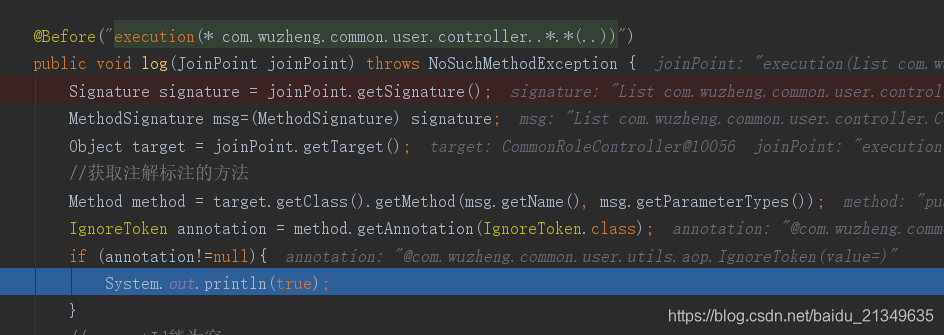 @Before("execution(* com.wuzheng.common.user.controller..*.*(..))")
public void log(JoinPoint joinPoint) throws NoSuchMethodException {  joinPoint: "execution(List com.w
Signature signature = joinPoint.getSignature();  signature: "List com.wuzheng.common.user.control
MethodSignature msg=(MethodSignature) signature;  msg: "List com.wuzheng.common.user.controller.C
Object target = joinPoint.getTarget();  target: CommonRoleController@10056  joinPoint: "execution
//获取注解标注的方法
Method method = target.getClass().getMethod(msg.getName(), msg.getParameterTypes());  method: "pu
IgnoreToken annotation = method.getAnnotation(IgnoreToken.class);  annotation: "@com.wuzheng.comm
if (annotation!=null){  annotation: "@com.wuzheng.common.user.utils.aop.IgnoreToken(value=)"
System.out.println(true);
}
https://blog.csdn.net/baidu_21349635